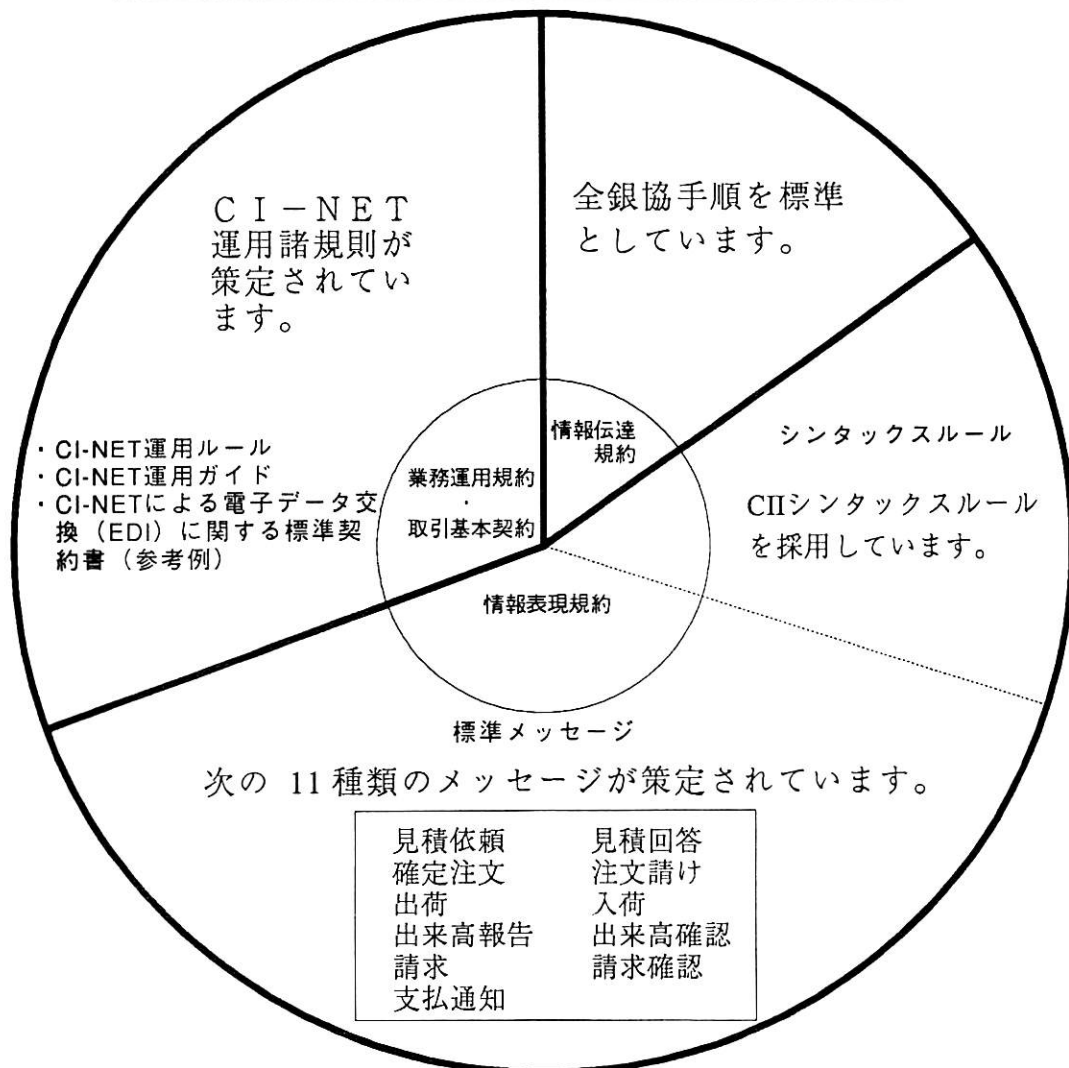 CI－NET
運用諸規則が
策定されてい
ます。
全銀協手順を標準
としています。
・CI-NET運用ルール
・CI-NET運用ガイド
・CI-NETによる電子データ交
換（EDI）に関する標準契
約書（参考例）
業務運用規約
・
取引基本契約
情報伝達
規約
シンタックスルール
CIIシンタックスルール
を採用しています。
情報表現規約
標準メッセージ
次の 11 種類のメッセージが策定されています。
見積依頼 見積回答
確定注文 注文請け
出荷 入荷
出来高報告 出来高確認
請求 請求確認
支払通知